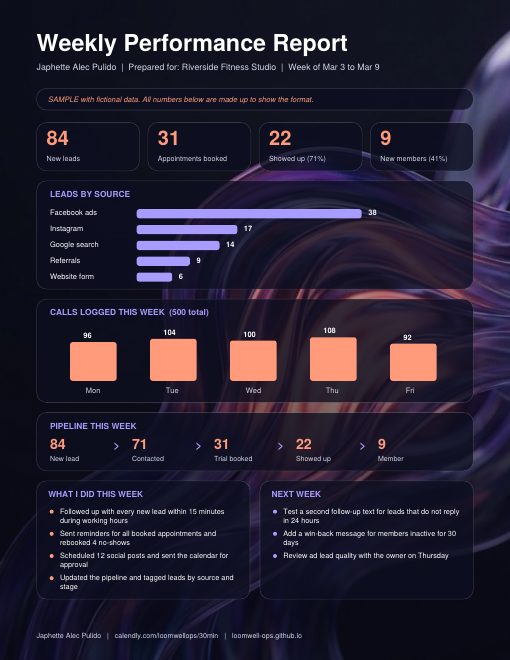 Weekly Performance Report
Japhette Alec Pulido | Prepared for: Riverside Fitness Studio | Week of Mar 3 to Mar 9
SAMPLE with fictional data. All numbers below are made up to show the format.
84
New leads
31
Appointments booked
22
Showed up (71%)
9
New members (41%)
LEADS BY SOURCE
Facebook ads 38
Instagram 17
Google search 14
Referrals 9
Website form 6
CALLS LOGGED THIS WEEK (500 total)
96 104 100 108 92
Mon Tue Wed Thu Fri
PIPELINE THIS WEEK
84 > 71 > 31 > 22 > 9
New lead Contacted Trial booked Showed up Member
WHAT I DID THIS WEEK
• Followed up with every new lead within 15 minutes
during working hours
• Sent reminders for all booked appointments and
rebooked 4 no-shows
• Scheduled 12 social posts and sent the calendar for
approval
• Updated the pipeline and tagged leads by source and
stage
NEXT WEEK
• Test a second follow-up text for leads that do not reply
in 24 hours
• Add a win-back message for members inactive for 30
days
• Review ad lead quality with the owner on Thursday
Japhette Alec Pulido | calendly.com/loomwellops/30min | loomwell-ops.github.io